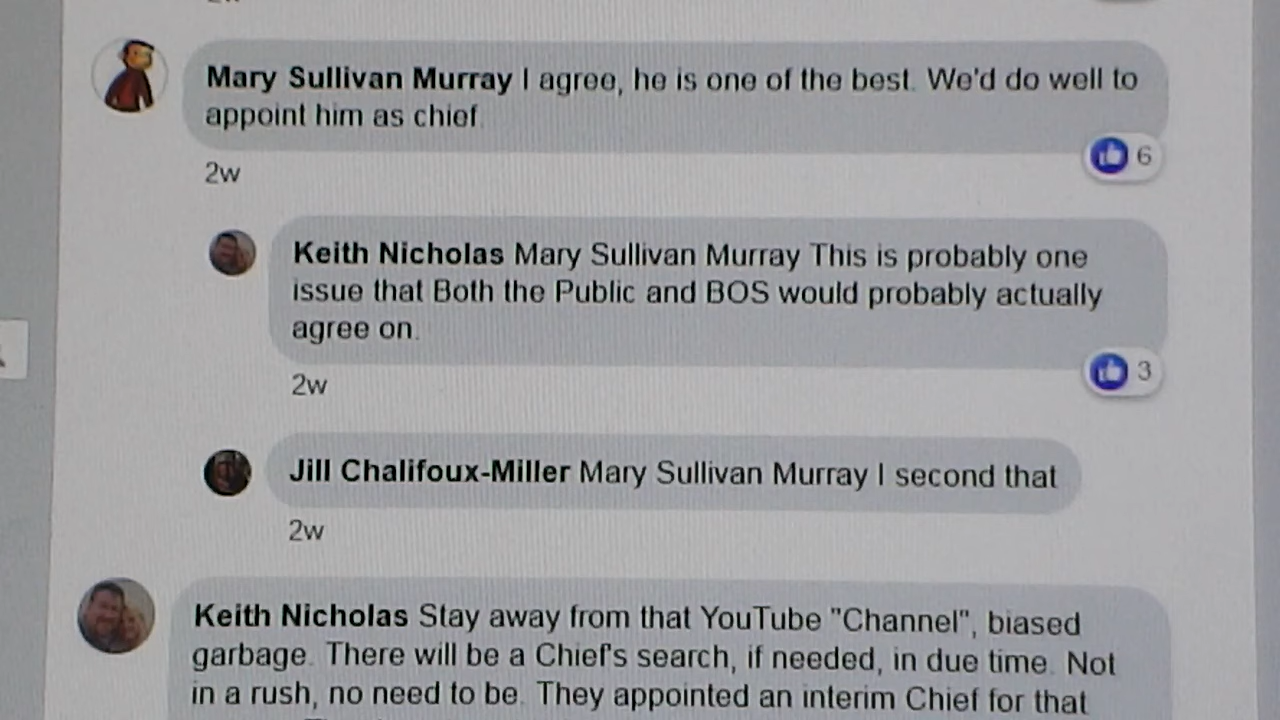 Mary Sullivan Murray I agree, he is one of the best. We'd do well to
appoint him as chief.
2w
6
Keith Nicholas Mary Sullivan Murray This is probably one
issue that Both the Public and BOS would probably actually
agree on.
2w
3
Jill Chalifoux-Miller Mary Sullivan Murray I second that
2w
Keith Nicholas Stay away from that YouTube "Channel", biased
garbage. There will be a Chief's search, if needed, in due time. Not
in a rush, no need to be. They appointed an interim Chief for that